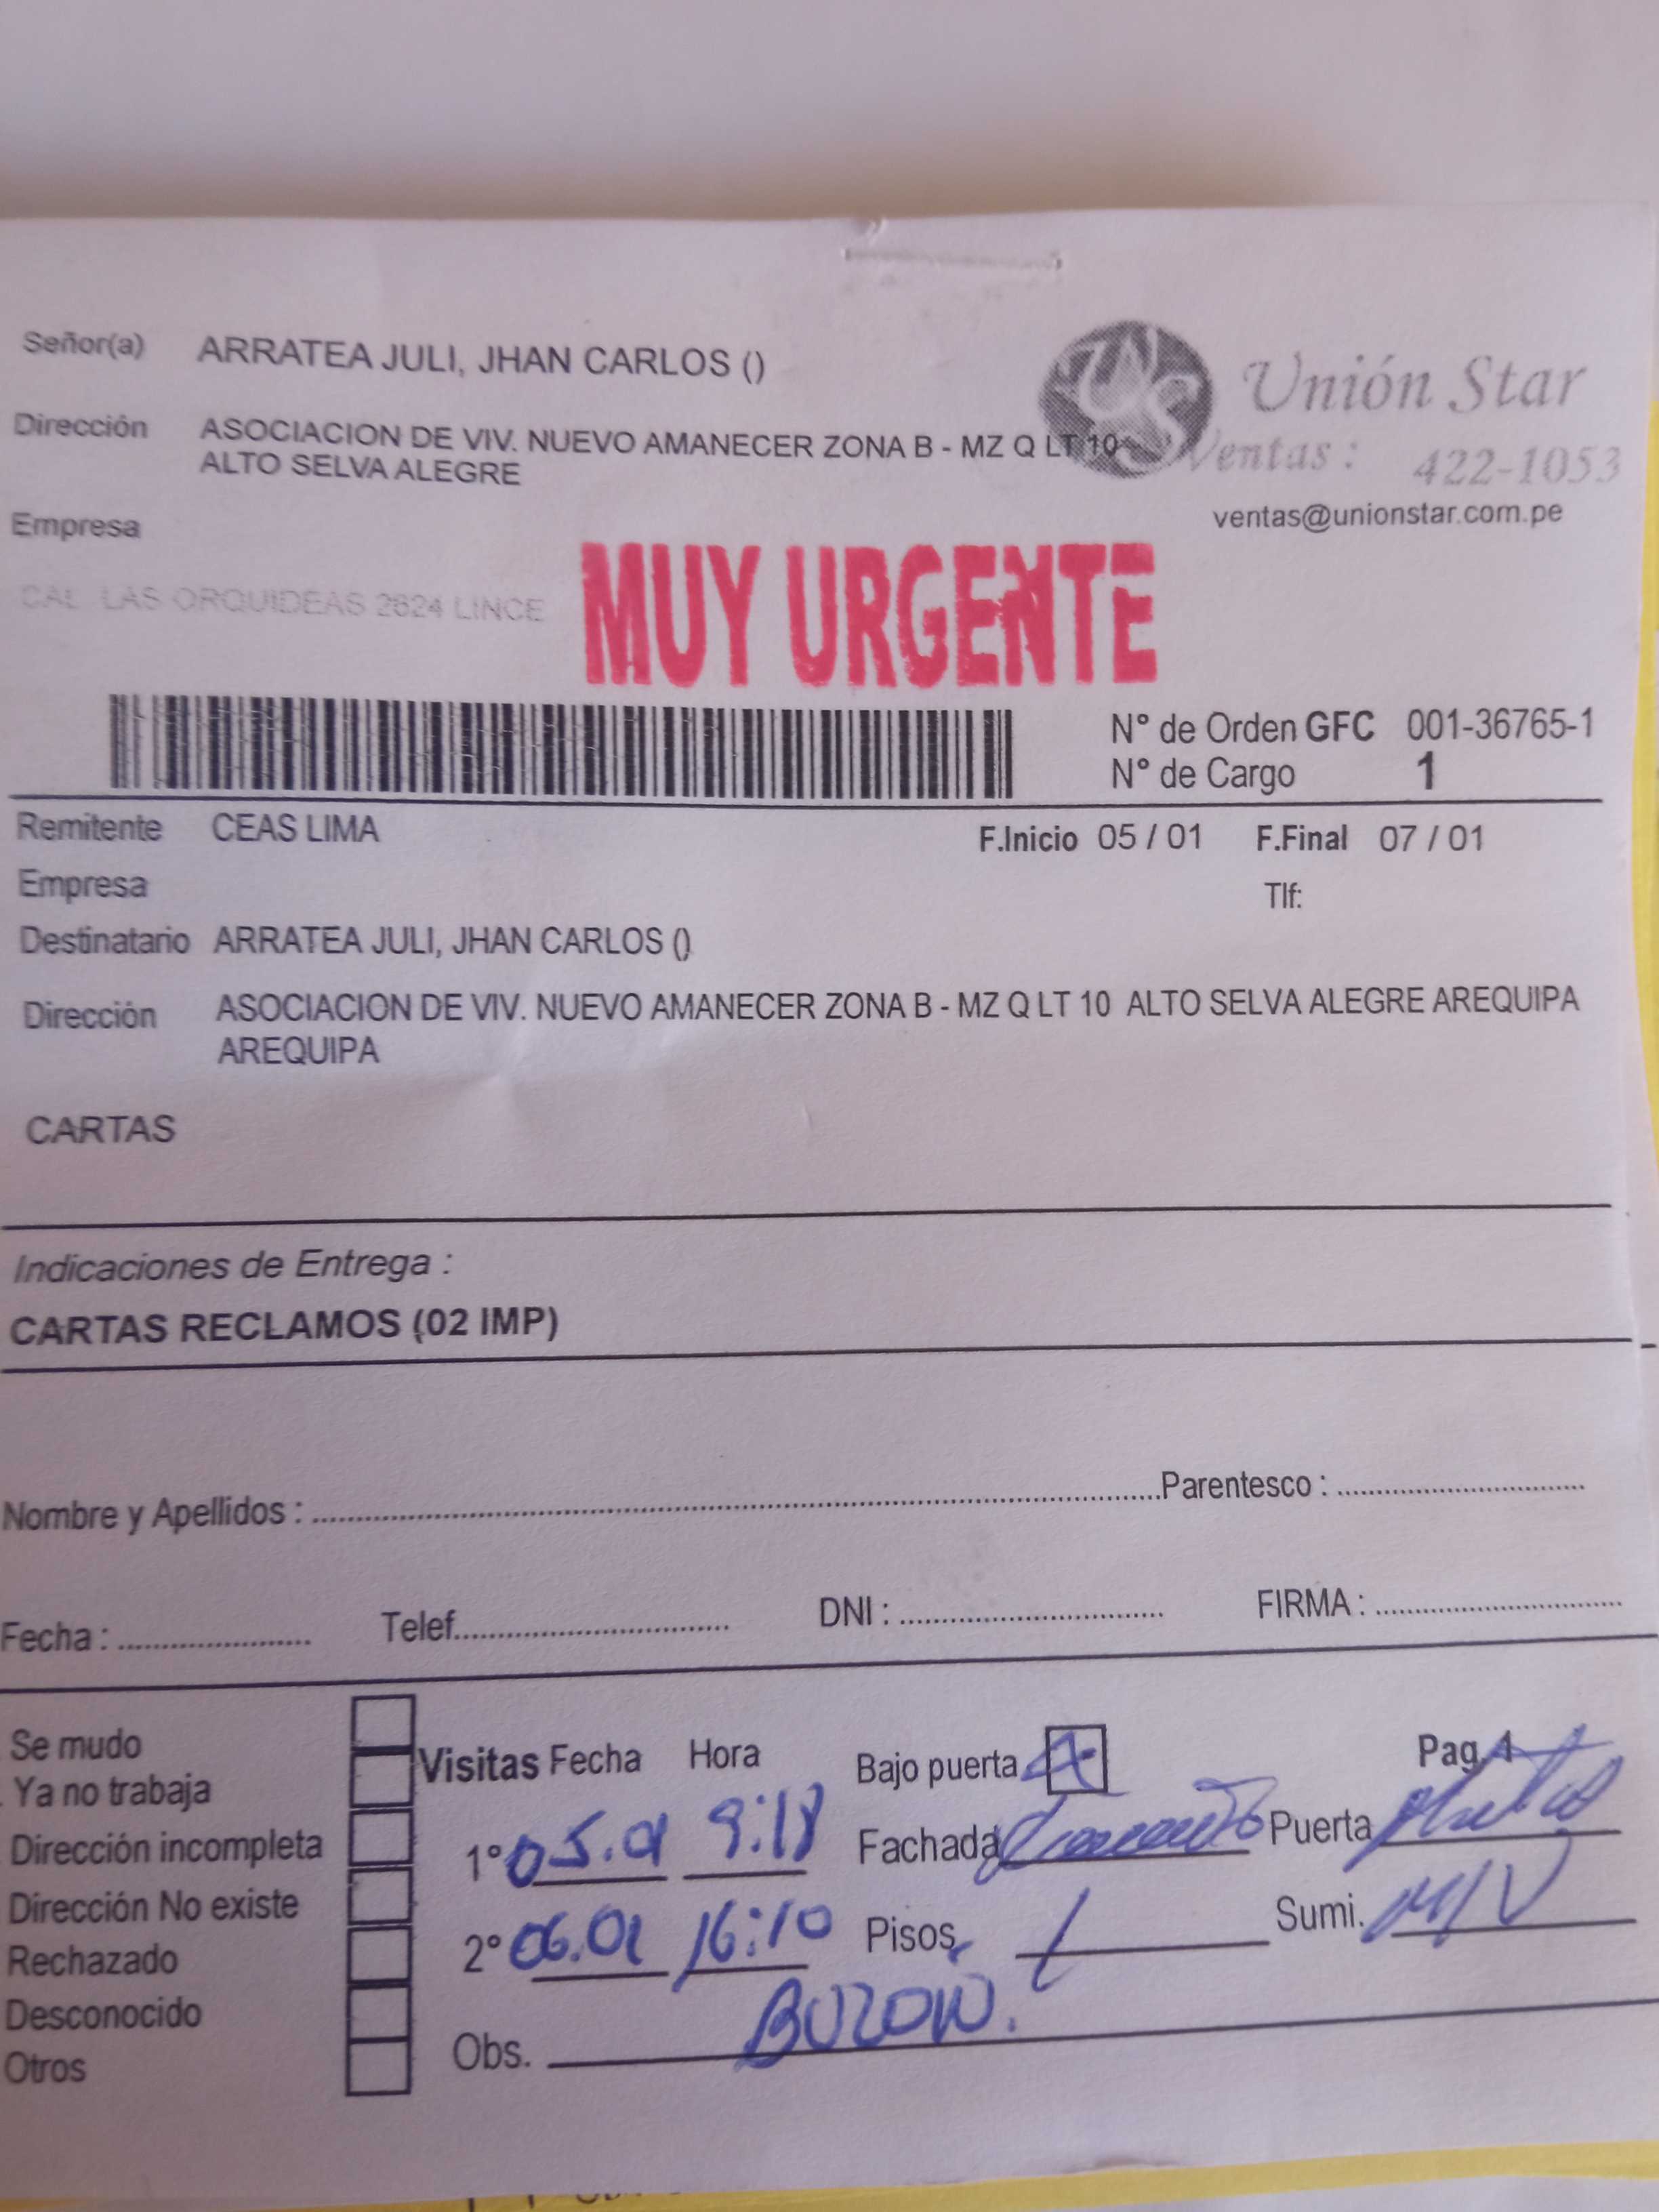 Señor(a) ARRATEA JULI, JHAN CARLOS ()
Unión Star
Dirección ASOCIACION DE VIV. NUEVO AMANECER ZONA B - MZ Q LT 10
ALTO SELVA ALEGRE
Ventas : 422-1053
ventas@unionstar.com.pe
Empresa
CAL LAS ORQUIDEAS 2624 LINCE
MUY URGENTE
N° de Orden GFC 001-36765-1
N° de Cargo 1
Remitente CEAS LIMA F.Inicio 05 / 01 F.Final 07 / 01
Empresa Tlf:
Destinatario ARRATEA JULI, JHAN CARLOS ()
Dirección ASOCIACION DE VIV. NUEVO AMANECER ZONA B - MZ Q LT 10 ALTO SELVA ALEGRE AREQUIPA
AREQUIPA
CARTAS
Indicaciones de Entrega :
CARTAS RECLAMOS (02 IMP)
Nombre y Apellidos : Parentesco :
Fecha : Telef. DNI : FIRMA :
Se mudo
Ya no trabaja
Dirección incompleta
Dirección No existe
Rechazado
Desconocido
Otros
Visitas Fecha Hora Bajo puerta X Pag. 1
1° 05.01 9:18 Fachada Puerta
2° 06.01 16:10 Pisos 1 Sumi. M/V
Obs. BUZON.